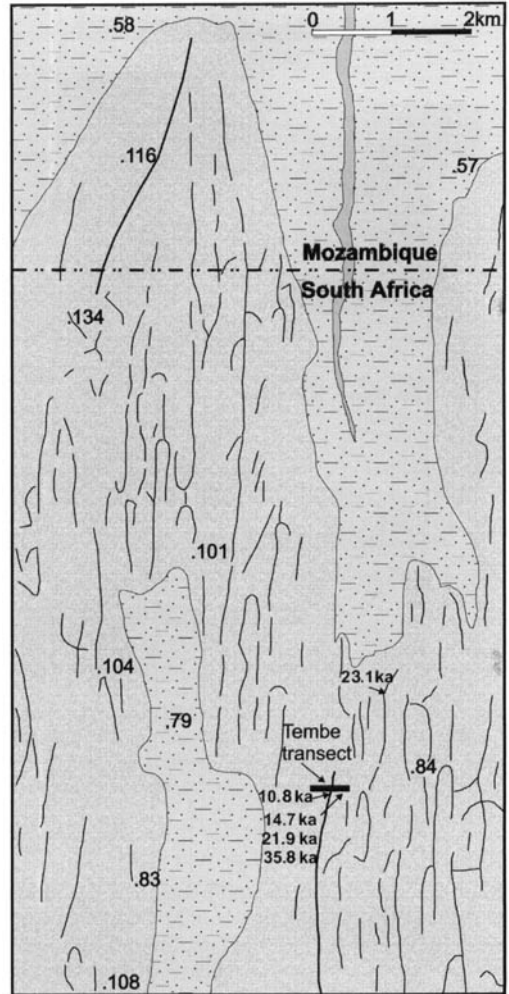 .58
0 1 2km
.116
.57
Mozambique
South Africa
.134
.101
.104
23.1ka
.79
Tembe
transect
.84
10.8 ka
14.7 ka
21.9 ka
35.8 ka
.83
.108